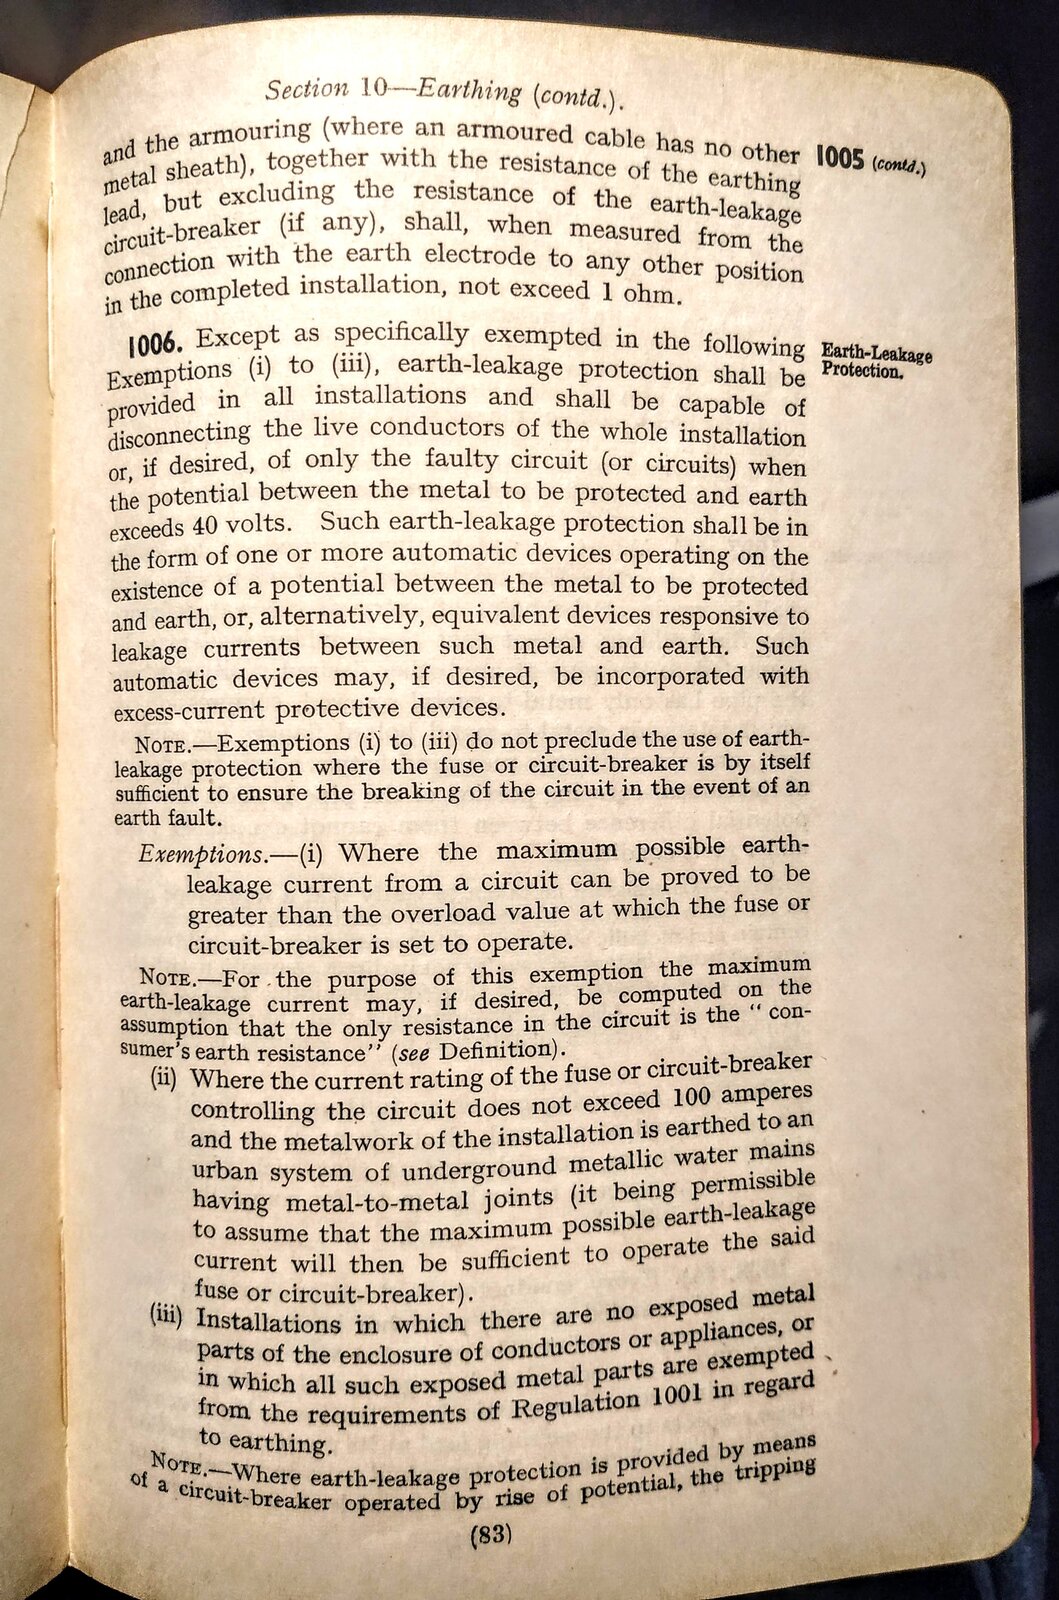 Section 10—Earthing (contd.).
and the armouring (where an armoured cable has no other
1005 (contd.)
metal sheath), together with the resistance of the earthing
lead, but excluding the resistance of the earth-leakage
circuit-breaker (if any), shall, when measured from the
connection with the earth electrode to any other position
in the completed installation, not exceed 1 ohm.
1006. Except as specifically exempted in the following
Earth-Leakage
Protection.
Exemptions (i) to (iii), earth-leakage protection shall be
provided in all installations and shall be capable of
disconnecting the live conductors of the whole installation
or, if desired, of only the faulty circuit (or circuits) when
the potential between the metal to be protected and earth
exceeds 40 volts. Such earth-leakage protection shall be in
the form of one or more automatic devices operating on the
existence of a potential between the metal to be protected
and earth, or, alternatively, equivalent devices responsive to
leakage currents between such metal and earth. Such
automatic devices may, if desired, be incorporated with
excess-current protective devices.
NOTE.—Exemptions (i) to (iii) do not preclude the use of earth-
leakage protection where the fuse or circuit-breaker is by itself
sufficient to ensure the breaking of the circuit in the event of an
earth fault.
Exemptions.—(i) Where the maximum possible earth-
leakage current from a circuit can be proved to be
greater than the overload value at which the fuse or
circuit-breaker is set to operate.
NOTE.—For the purpose of this exemption the maximum
earth-leakage current may, if desired, be computed on the
assumption that the only resistance in the circuit is the “ con-
sumer's earth resistance” (see Definition).
(ii) Where the current rating of the fuse or circuit-breaker
controlling the circuit does not exceed 100 amperes
and the metalwork of the installation is earthed to an
urban system of underground metallic water mains
having metal-to-metal joints (it being permissible
to assume that the maximum possible earth-leakage
current will then be sufficient to operate the said
fuse or circuit-breaker).
(iii) Installations in which there are no exposed metal
parts of the enclosure of conductors or appliances, or
in which all such exposed metal parts are exempted
from the requirements of Regulation 1001 in regard
to earthing.
NOTE.—Where earth-leakage protection is provided by means
of a circuit-breaker operated by rise of potential, the tripping
(83)